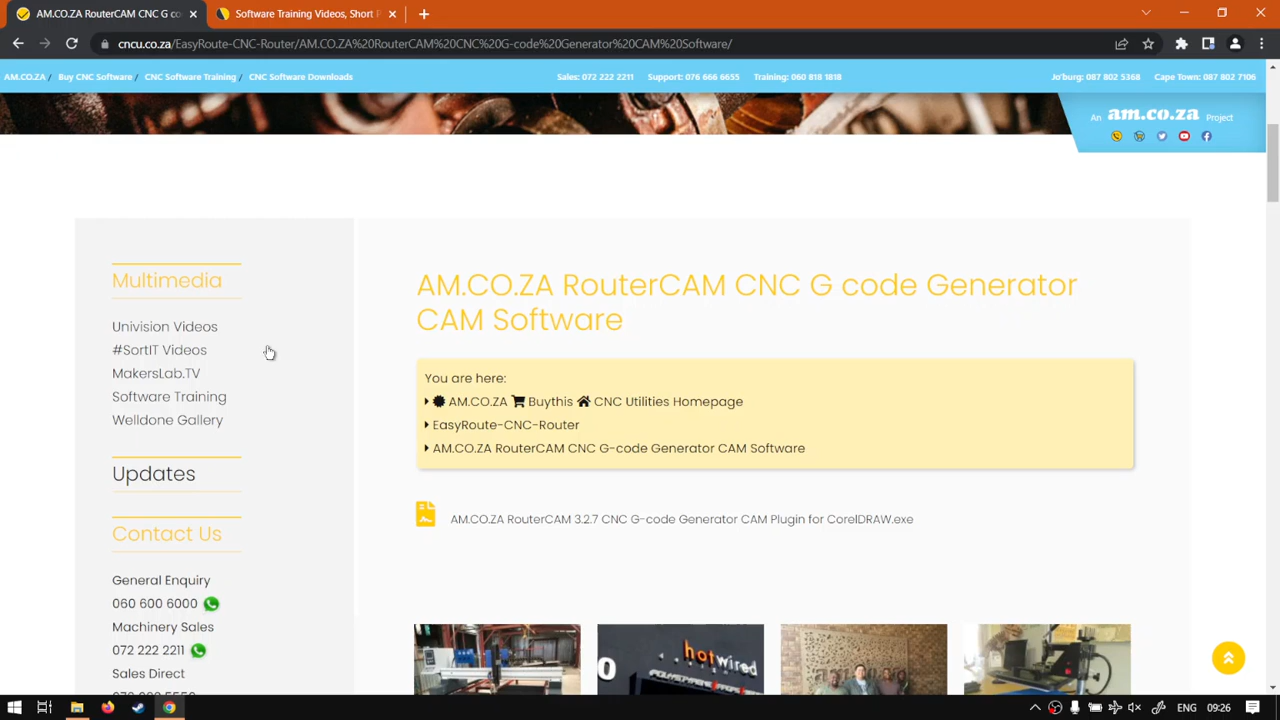 AM.CO.ZA RouterCAM CNC G co
Software Training Videos, Short F
cncu.co.za/EasyRoute-CNC-Router/AM.CO.ZA%20RouterCAM%20CNC%20G-code%20Generator%20CAM%20Software/
AM.CO.ZA / Buy CNC Software / CNC Software Training / CNC Software Downloads
Sales: 072 222 2211 Support: 076 666 6655 Training: 060 818 1818
Jo'burg: 087 802 5368 Cape Town: 087 802 7106
An am.co.za Project
Multimedia
Univision Videos
#SortIT Videos
MakersLab.TV
Software Training
Welldone Gallery
Updates
Contact Us
General Enquiry
060 600 6000
Machinery Sales
072 222 2211
Sales Direct
AM.CO.ZA RouterCAM CNC G code Generator
CAM Software
You are here:
AM.CO.ZA Buythis CNC Utilities Homepage
EasyRoute-CNC-Router
AM.CO.ZA RouterCAM CNC G-code Generator CAM Software
AM.CO.ZA RouterCAM 3.2.7 CNC G-code Generator CAM Plugin for CorelDRAW.exe
hotwired
ENG
09:26